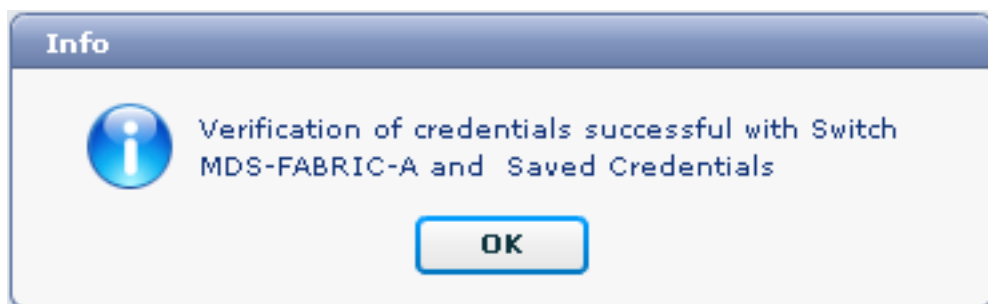 Info
Verification of credentials successful with Switch
MDS-FABRIC-A and  Saved Credentials
OK